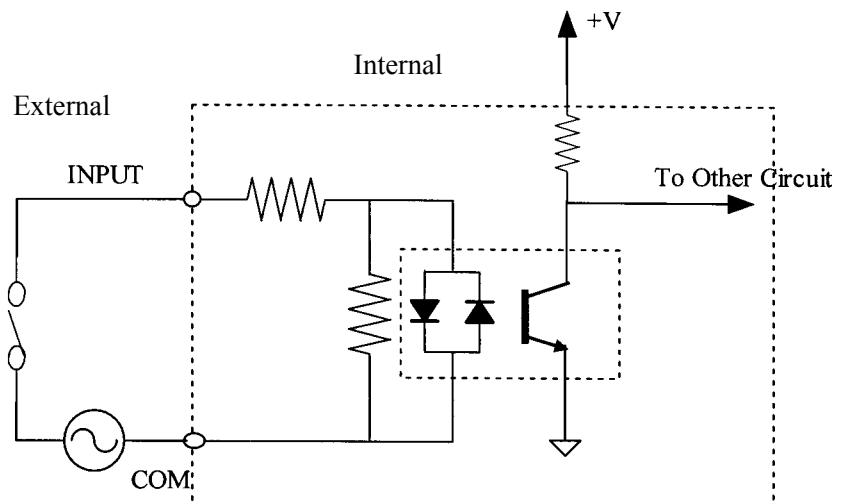 +V
Internal
External
INPUT
To Other Circuit
COM